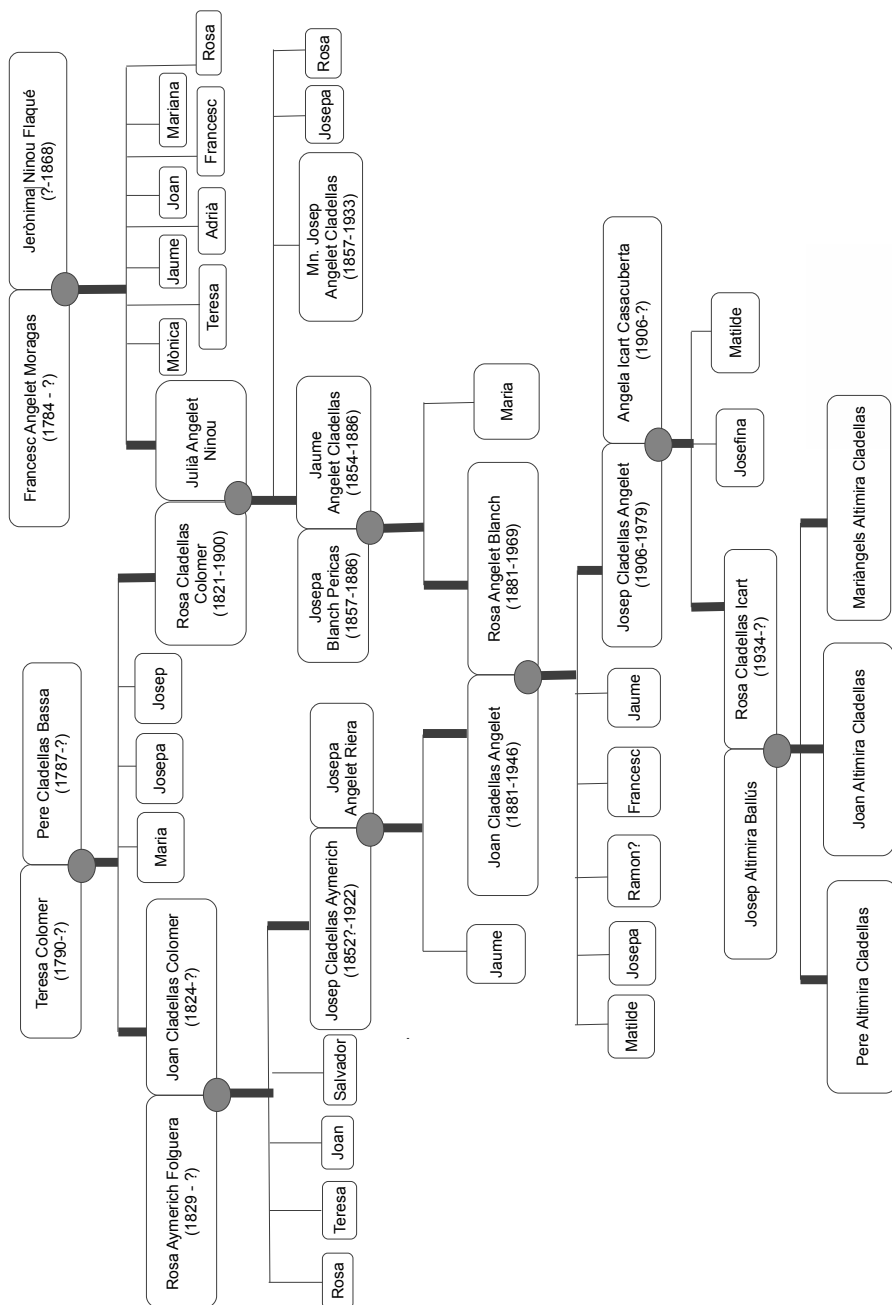 Teresa Colomer
(1790-?)
Pere Cladellas Bassa
(1787-?)
Francesc Angelet Moragas
(1784 - ?)
Jerònima Ninou Flaqué
(?-1868)
Rosa Aymerich Folguera
(1829 - ?)
Joan Cladellas Colomer
(1824-?)
Maria
Josepa
Josep
Rosa Cladellas
Colomer
(1821-1900)
Julià Angelet
Ninou
Mònica
Teresa
Jaume
Adrià
Joan
Francesc
Mariana
Rosa
Rosa
Teresa
Joan
Salvador
Josep Cladellas Aymerich
(1852?-1922)
Josepa
Angelet Riera
Josepa
Blanch Pericas
(1857-1886)
Jaume
Angelet Cladellas
(1854-1886)
Mn. Josep
Angelet Cladellas
(1857-1933)
Josepa
Rosa
Jaume
Joan Cladellas Angelet
(1881-1946)
Rosa Angelet Blanch
(1881-1969)
Maria
Matilde
Josepa
Ramon?
Francesc
Jaume
Josep Cladellas Angelet
(1906-1979)
Angela Icart Casacuberta
(1906-?)
Josep Altimira Ballús
Rosa Cladellas Icart
(1934-?)
Josefina
Matilde
Pere Altimira Cladellas
Joan Altimira Cladellas
Mariàngels Altimira Cladellas